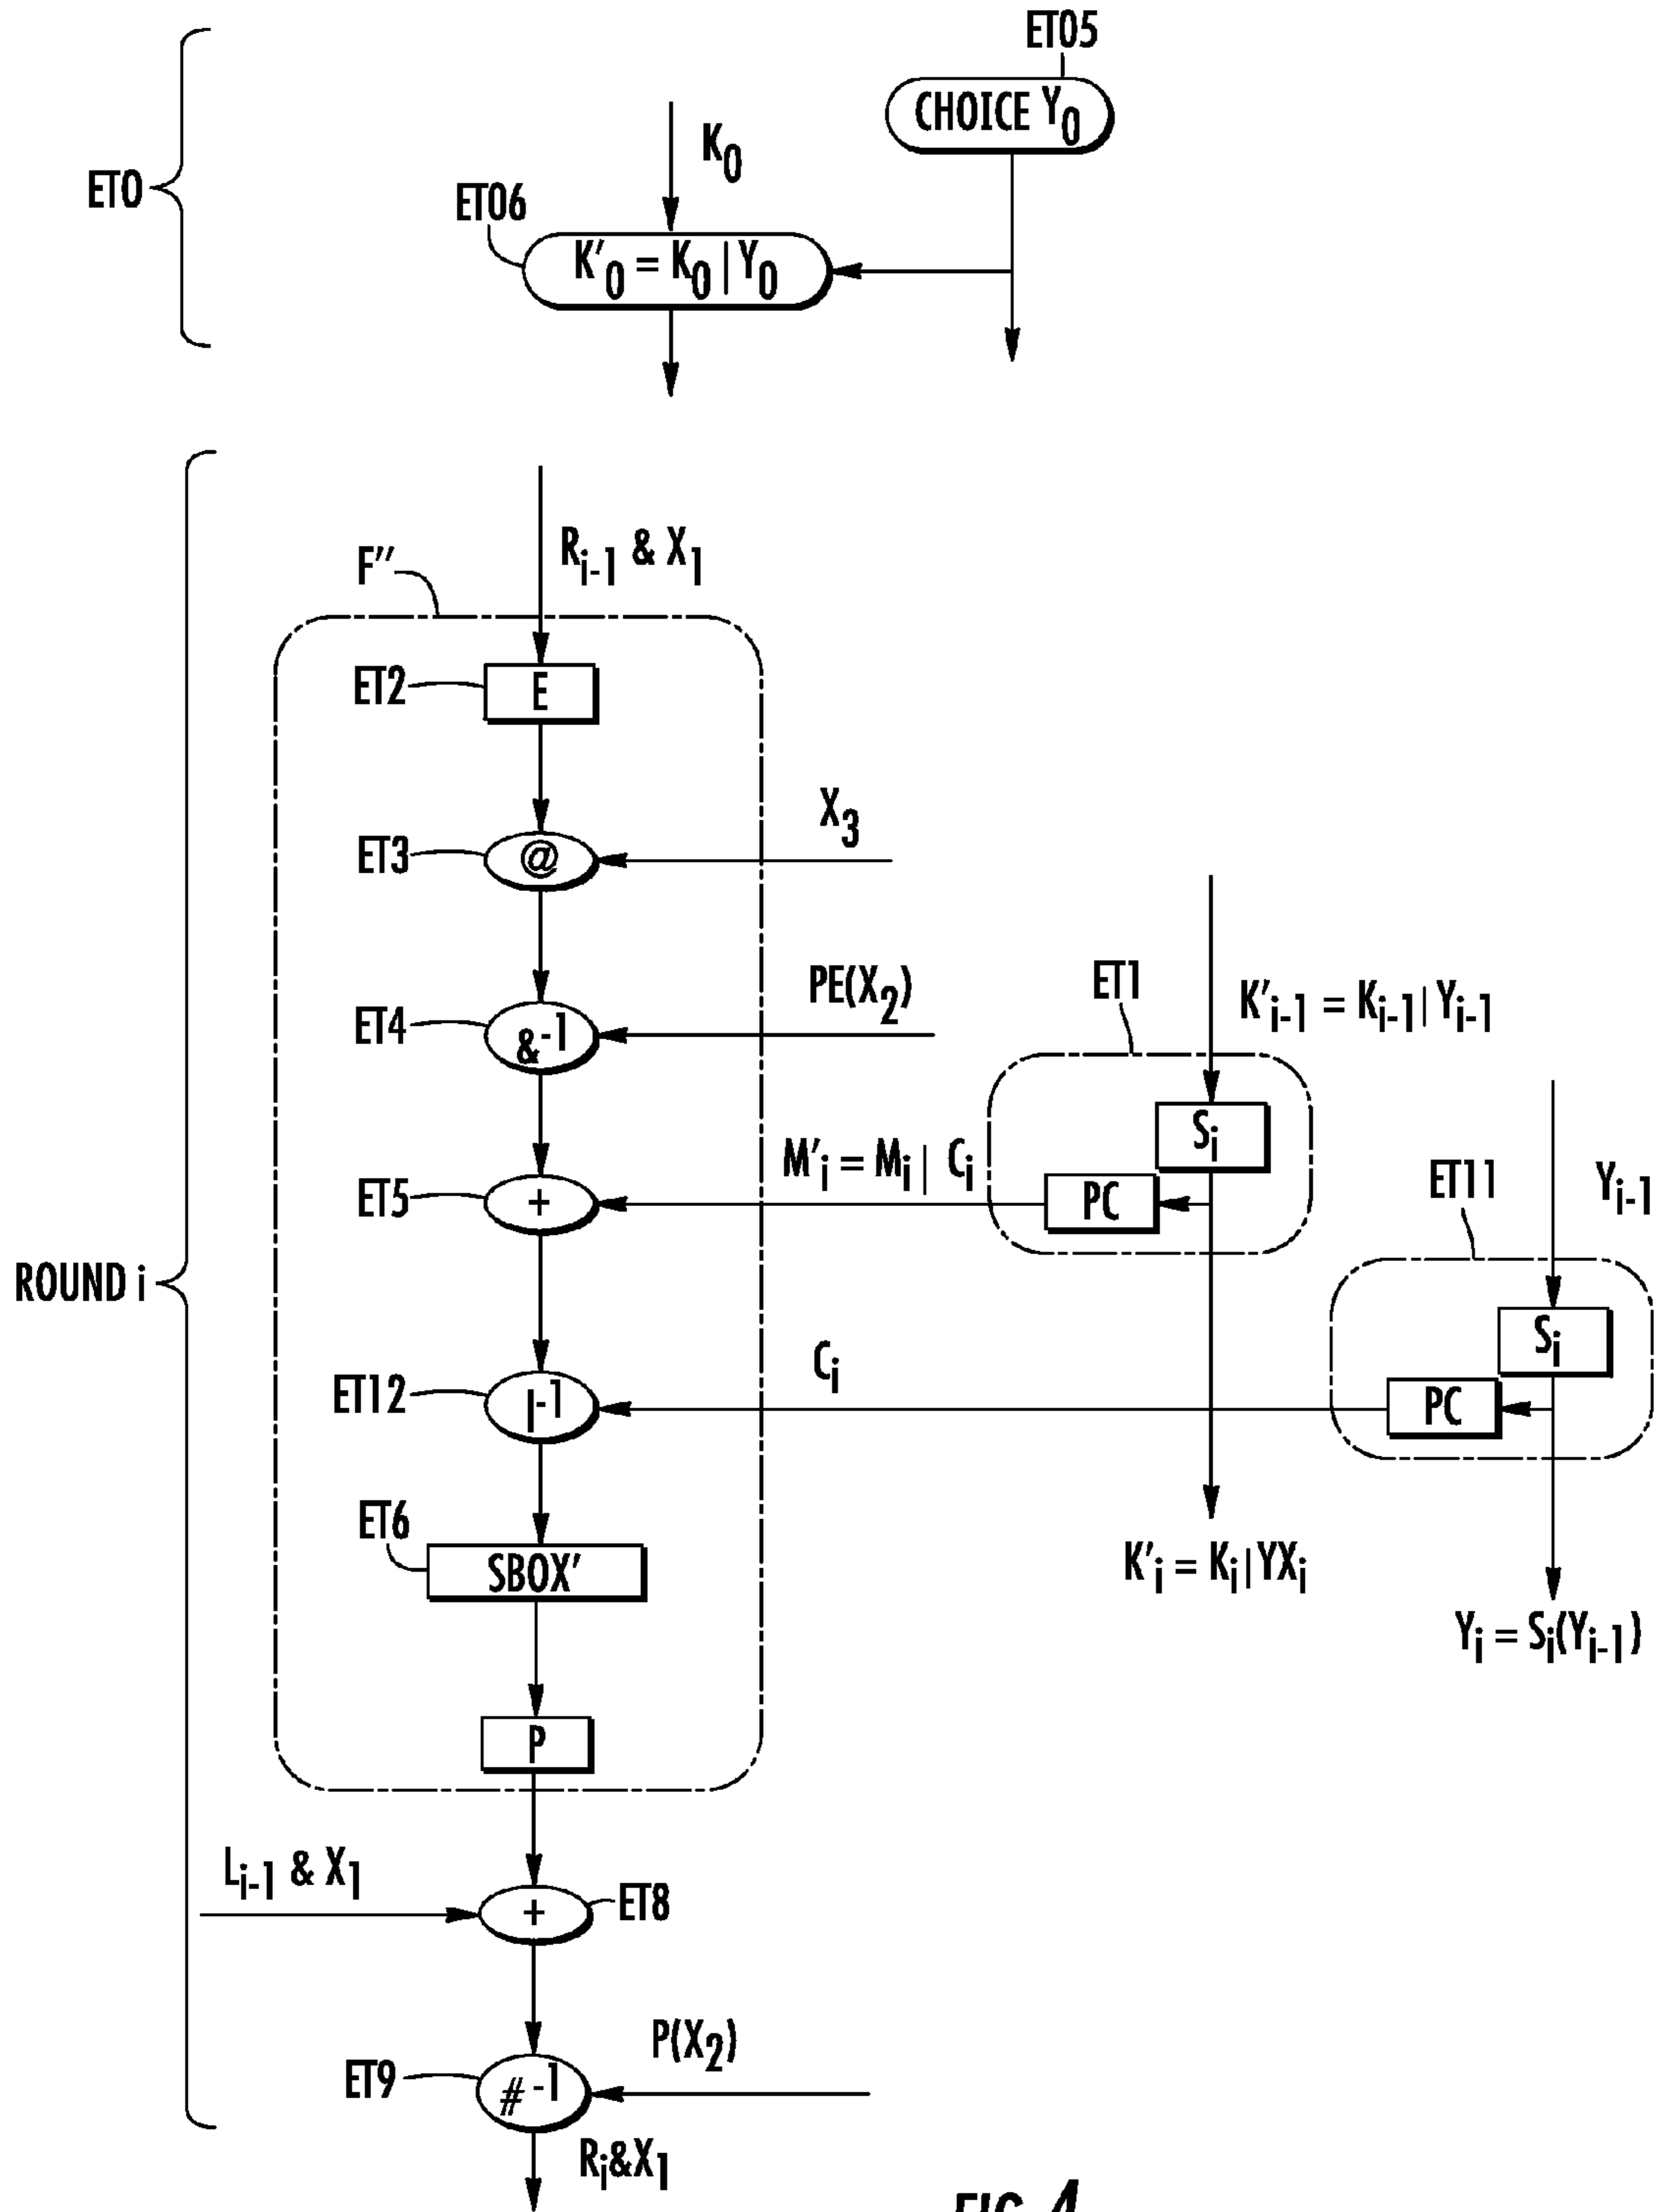 ET05
CHOICE Y0
K0
ET0
ET06
K'0 = K0 | Y0
Ri-1 & X1
F''
ET2
E
X3
ET3
@
PE(X2)
ET1
K'i-1 = Ki-1 | Yi-1
ET4
&-1
Si
M'i = Mi | Ci
ET11
Yi-1
ET5
+
PC
ROUND i
Si
Ci
ET12
|-1
PC
ET6
SBOX'
K'i = Ki | YXi
Yi = Si(Yi-1)
P
Li-1 & X1
+
ET8
P(X2)
ET9
#-1
Ri&X1
FIG. 4